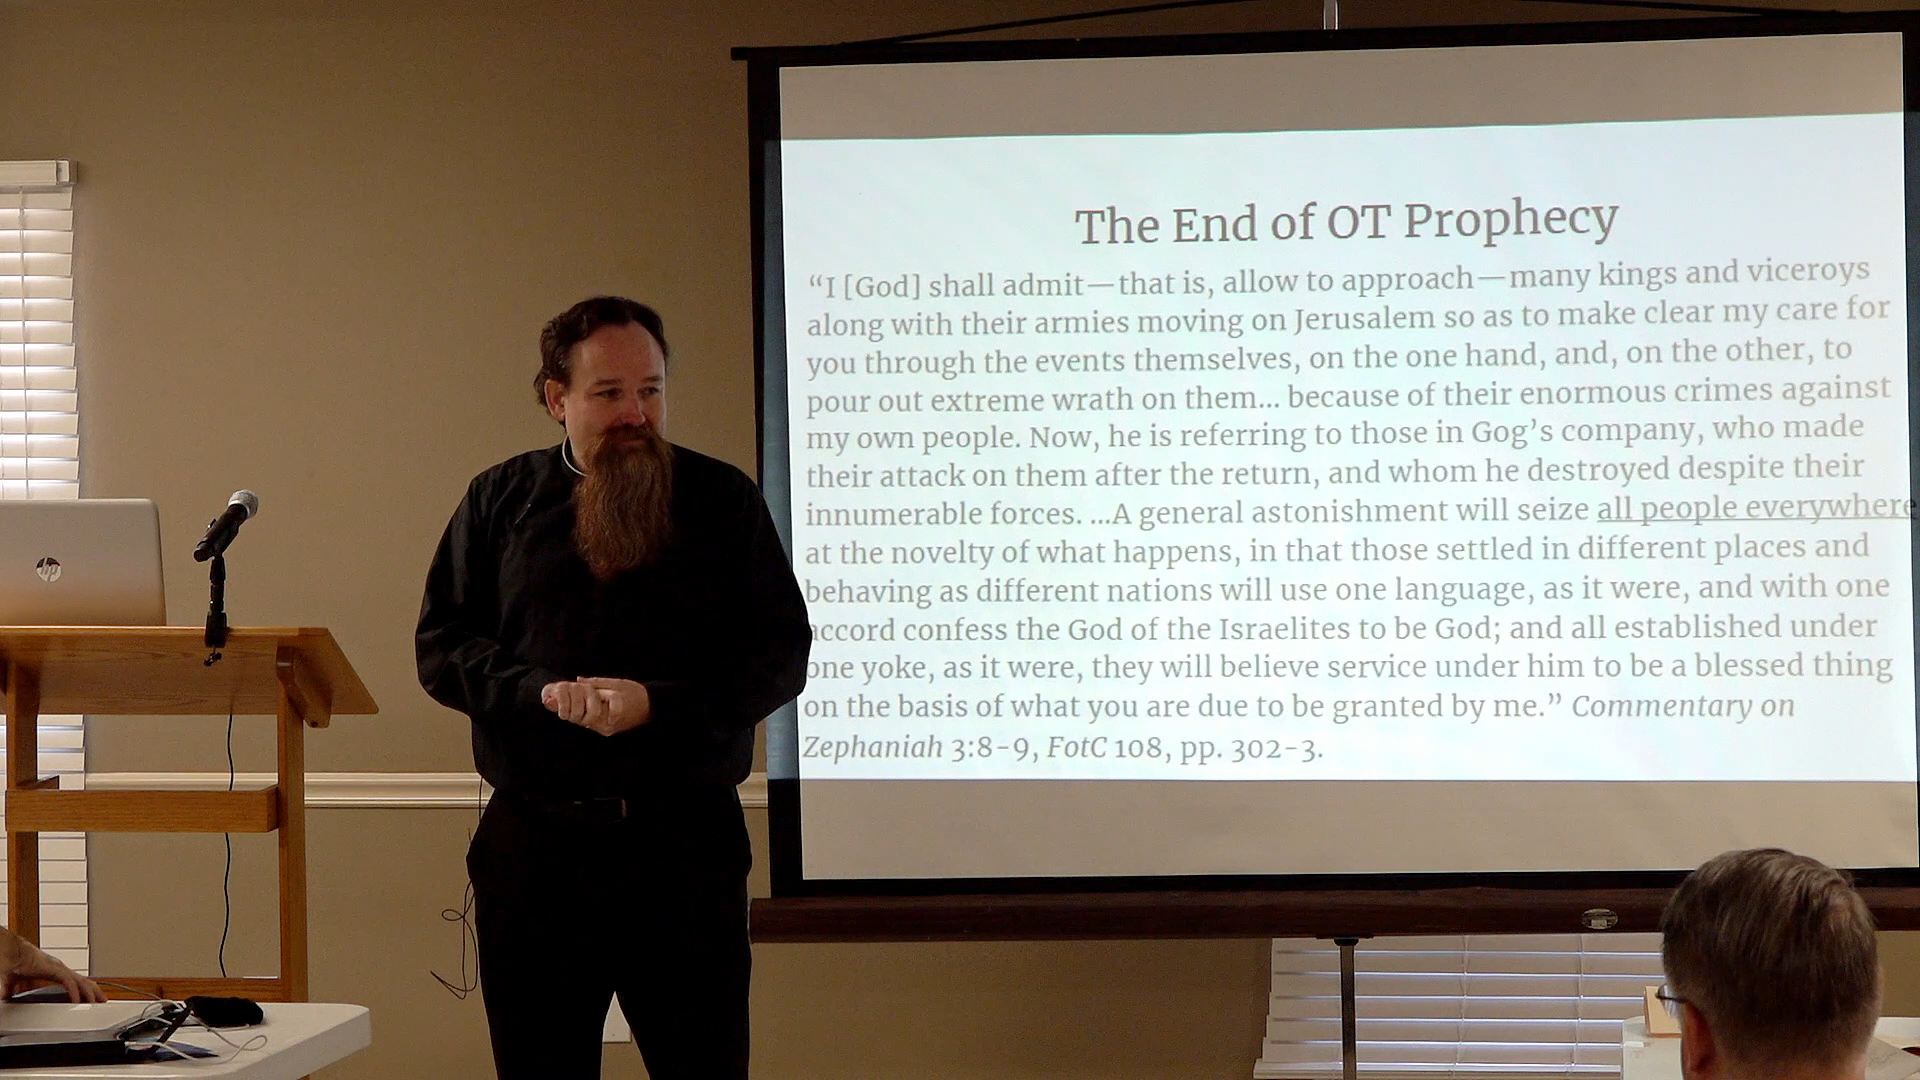 The End of OT Prophecy
“I [God] shall admit—that is, allow to approach—many kings and viceroys
along with their armies moving on Jerusalem so as to make clear my care for
you through the events themselves, on the one hand, and, on the other, to
pour out extreme wrath on them... because of their enormous crimes against
my own people. Now, he is referring to those in Gog’s company, who made
their attack on them after the return, and whom he destroyed despite their
innumerable forces. ...A general astonishment will seize all people everywhere
at the novelty of what happens, in that those settled in different places and
behaving as different nations will use one language, as it were, and with one
accord confess the God of the Israelites to be God; and all established under
one yoke, as it were, they will believe service under him to be a blessed thing
on the basis of what you are due to be granted by me.” Commentary on
Zephaniah 3:8-9, FotC 108, pp. 302-3.
hp